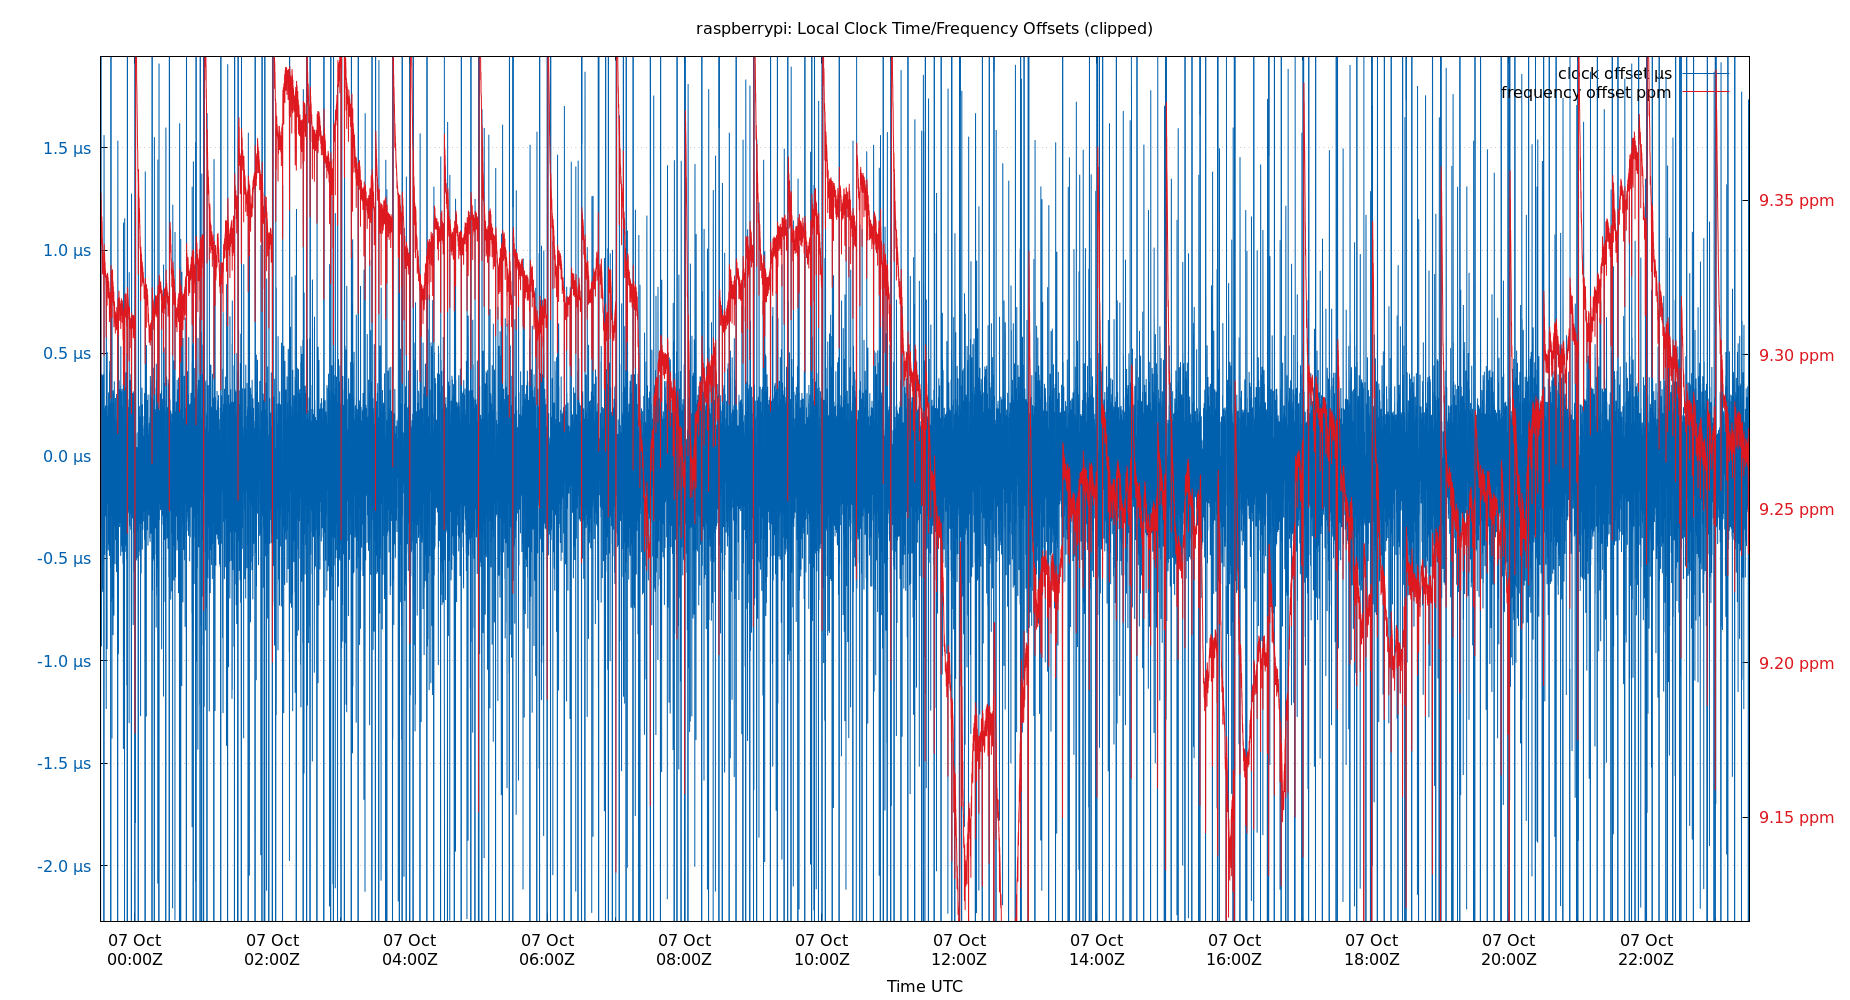 raspberrypi: Local Clock Time/Frequency Offsets (clipped)
clock offset µs
frequency offset ppm
1.5 µs
1.0 µs
0.5 µs
0.0 µs
-0.5 µs
-1.0 µs
-1.5 µs
-2.0 µs
9.35 ppm
9.30 ppm
9.25 ppm
9.20 ppm
9.15 ppm
07 Oct 07 Oct 07 Oct 07 Oct 07 Oct 07 Oct 07 Oct 07 Oct 07 Oct 07 Oct 07 Oct 07 Oct
00:00Z 02:00Z 04:00Z 06:00Z 08:00Z 10:00Z 12:00Z 14:00Z 16:00Z 18:00Z 20:00Z 22:00Z
Time UTC